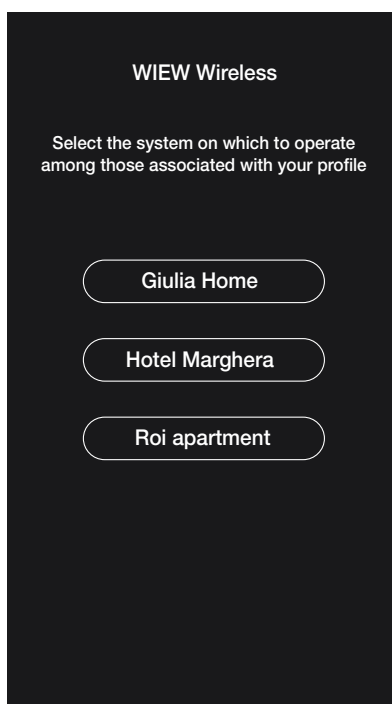 WIEW Wireless
Select the system on which to operate
among those associated with your profile
Giulia Home
Hotel Marghera
Roi apartment